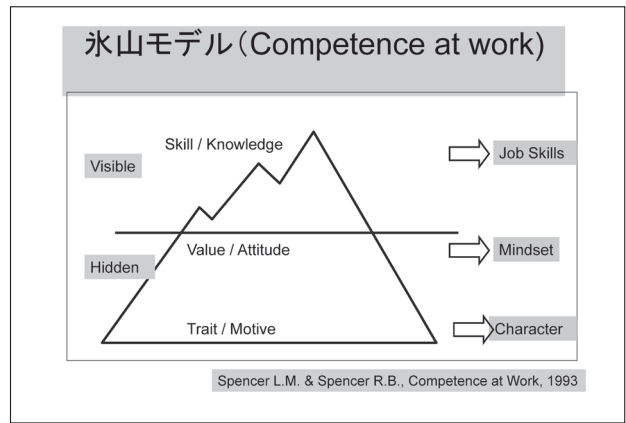 氷山モデル（Competence at work)
Skill / Knowledge
Job Skills
Visible
Value / Attitude
Mindset
Hidden
Trait / Motive
Character
Spencer L.M. & Spencer R.B., Competence at Work, 1993